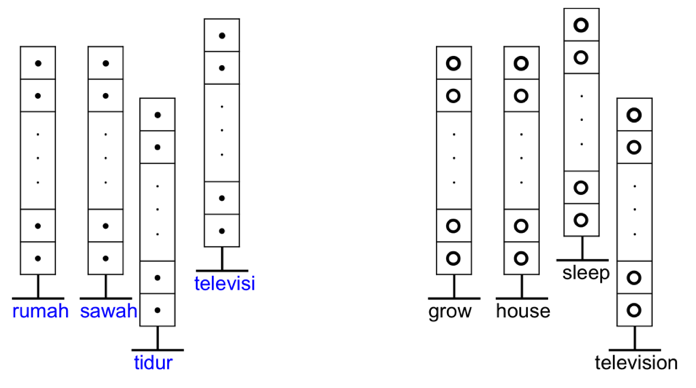 rumah sawah tidur televisi
grow house sleep television